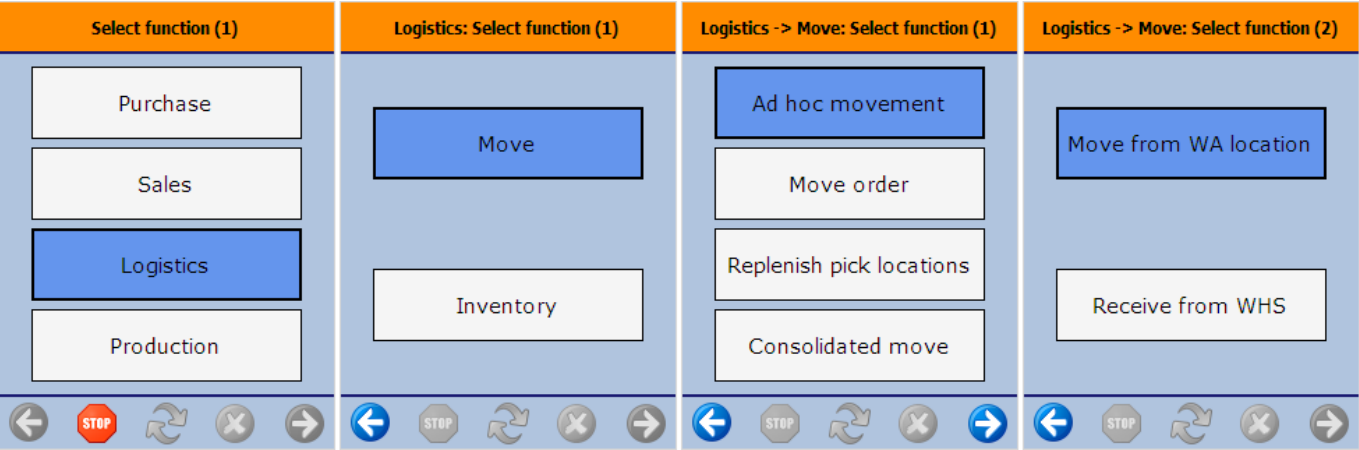 Select function (1)
Purchase
Sales
Logistics
Production
STOP
Logistics: Select function (1)
Move
Inventory
STOP
Logistics -> Move: Select function (1)
Ad hoc movement
Move order
Replenish pick locations
Consolidated move
STOP
Logistics -> Move: Select function (2)
Move from WA location
Receive from WHS
STOP